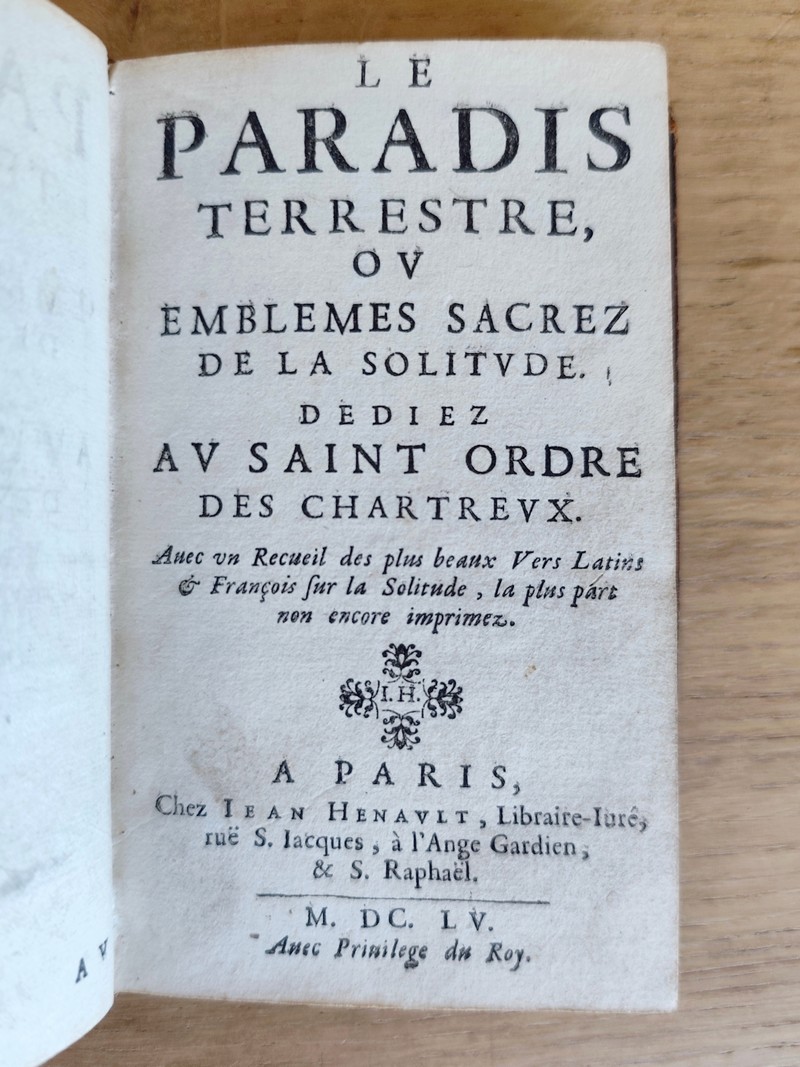 LE
PARADIS
TERRESTRE,
OV
EMBLEMES SACREZ
DE LA SOLITVDE.
DEDIEZ
AV SAINT ORDRE
DES CHARTREVX.
Auec vn Recueil des plus beaux Vers Latins
& François ſur la Solitude, la plus part
non encore imprimez.
I.H.
A PARIS,
Chez IEAN HENAVLT, Libraire-Iuré,
ruë S. Iacques, à l'Ange Gardien,
& S. Raphaël.
M. DC. LV.
Auec Priuilege du Roy.
A V